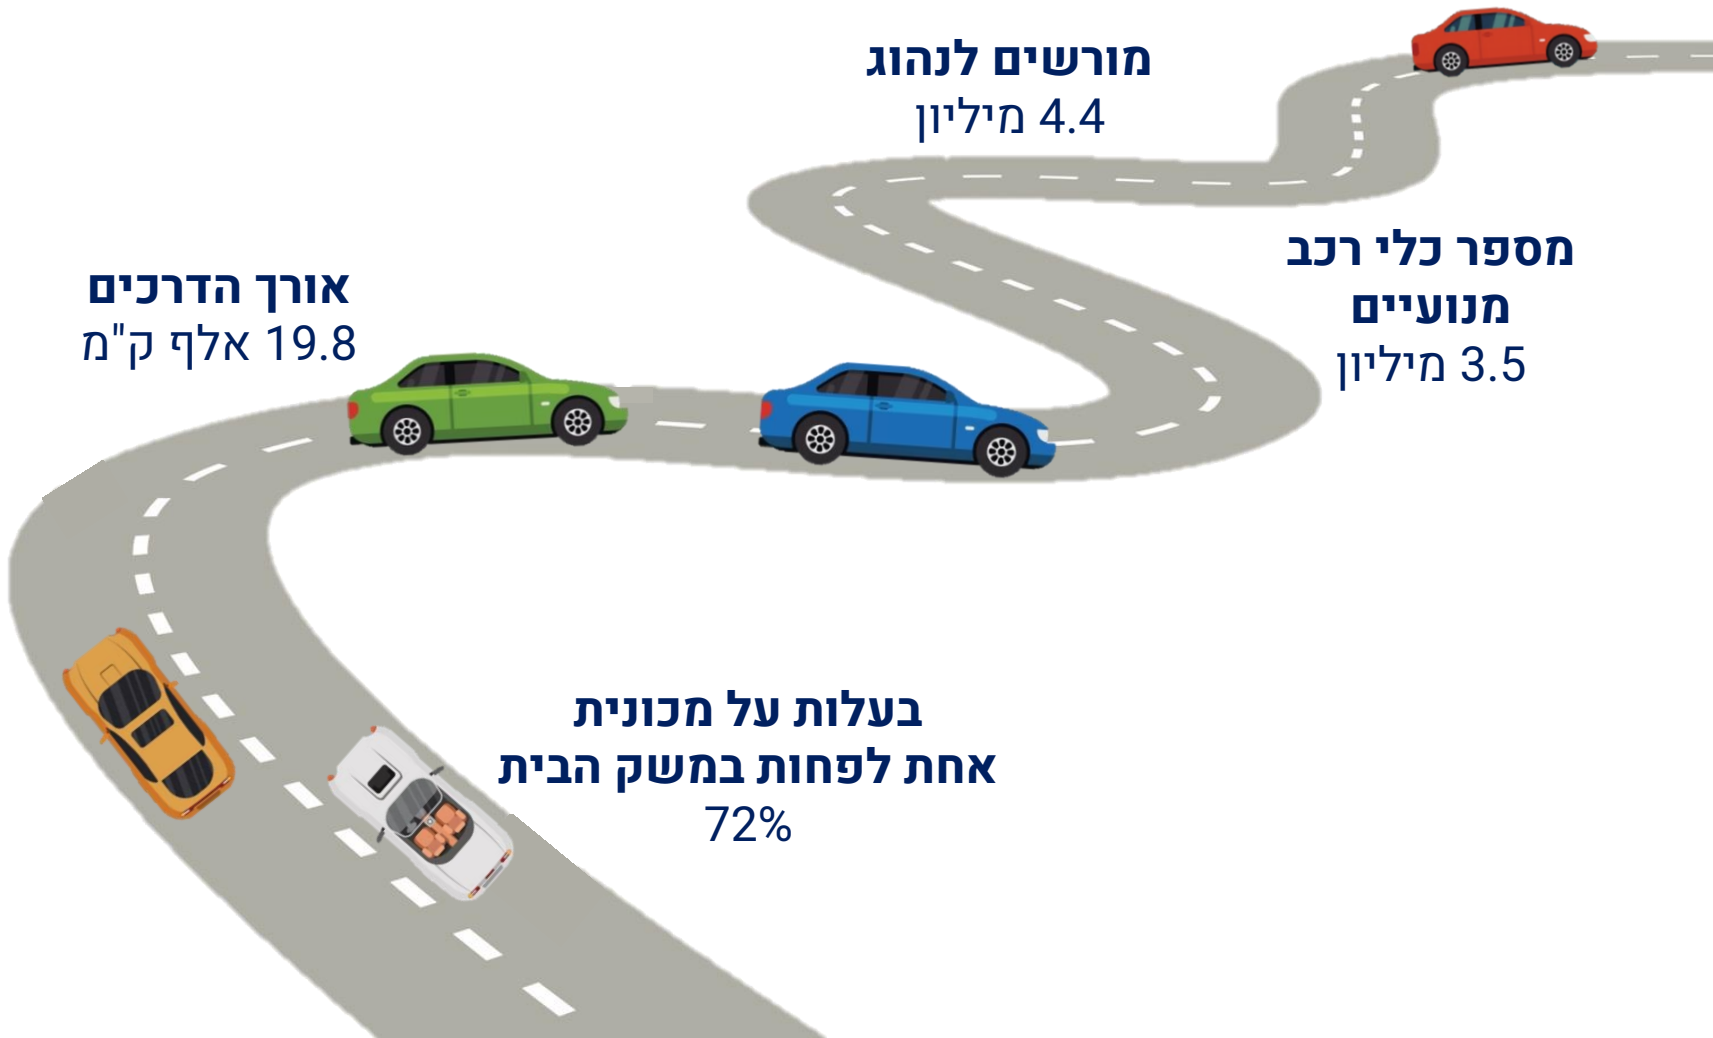 מורשים לנהוג
4.4 מיליון
מספר כלי רכב
מנועיים
3.5 מיליון
אורך הדרכים
19.8 אלף ק"מ
בעלות על מכונית
אחת לפחות במשק הבית
72%